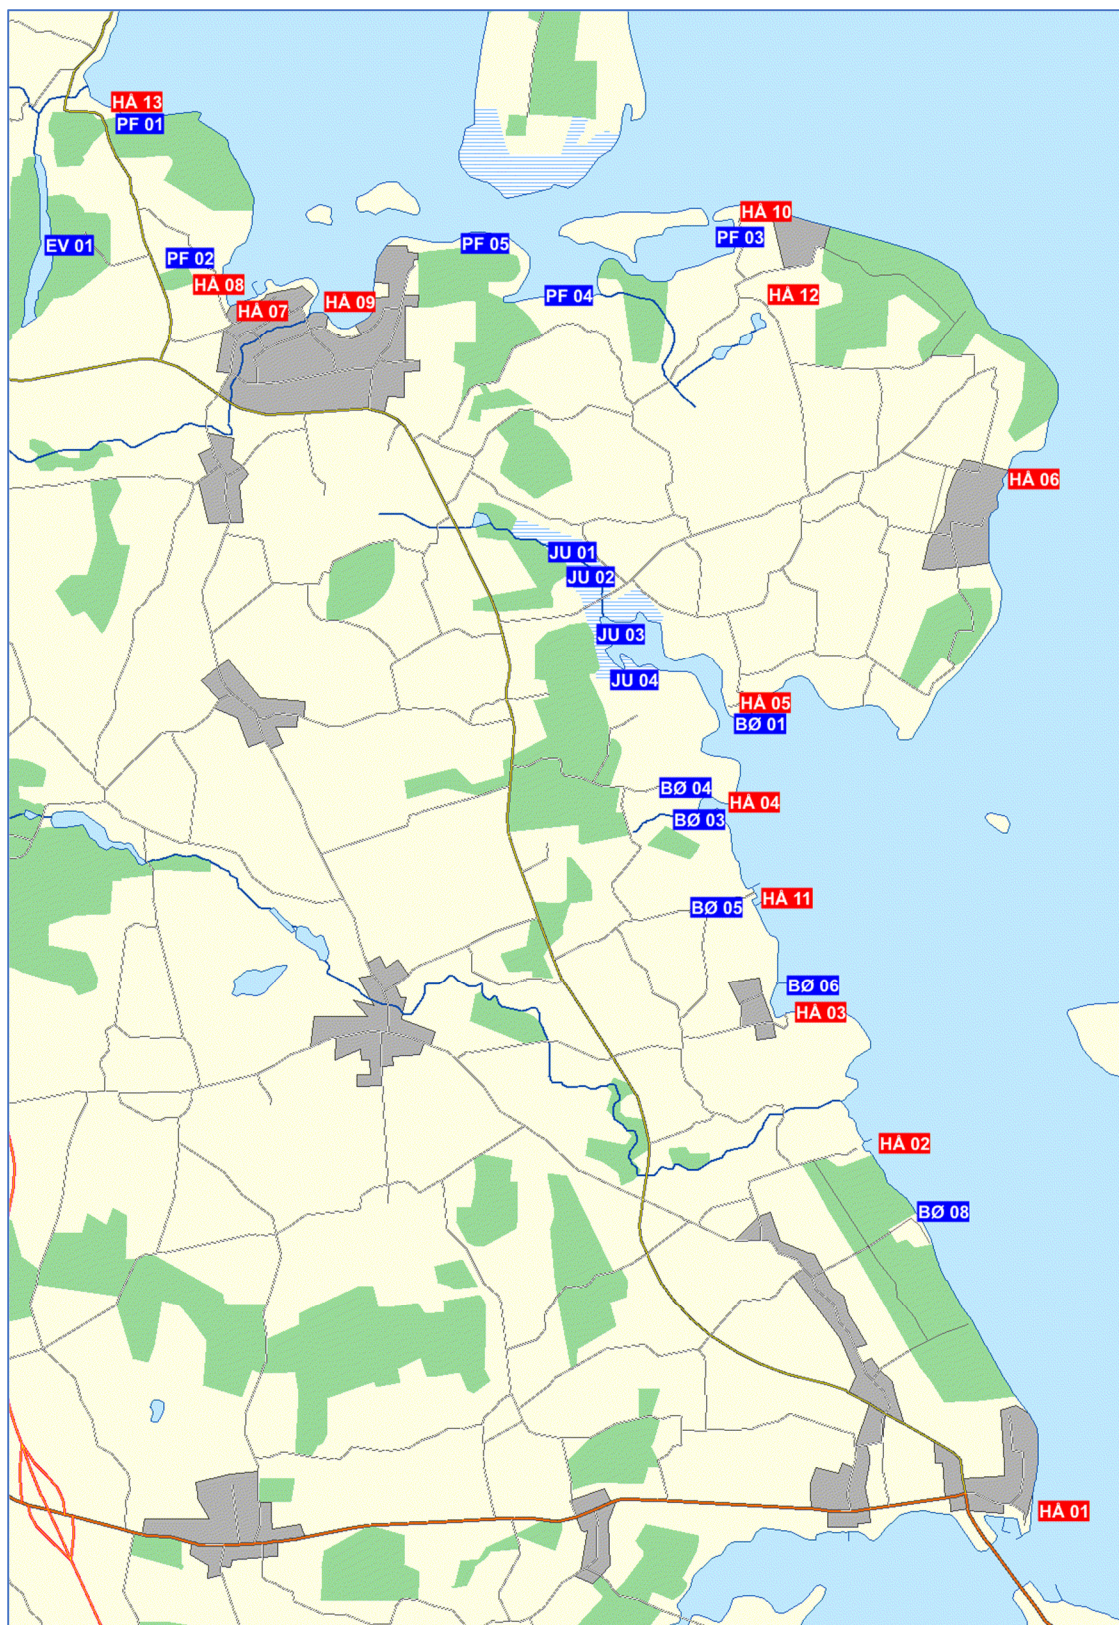 HÅ 13
PF 01
HÅ 10
PF 03
EV 01
PF 05
PF 02
HÅ 08
HÅ 07
HÅ 09
PF 04
HÅ 12
HÅ 06
JU 01
JU 02
JU 03
JU 04
HÅ 05
BØ 01
BØ 04
HÅ 04
BØ 03
HÅ 11
BØ 05
BØ 06
HÅ 03
HÅ 02
BØ 08
HÅ 01